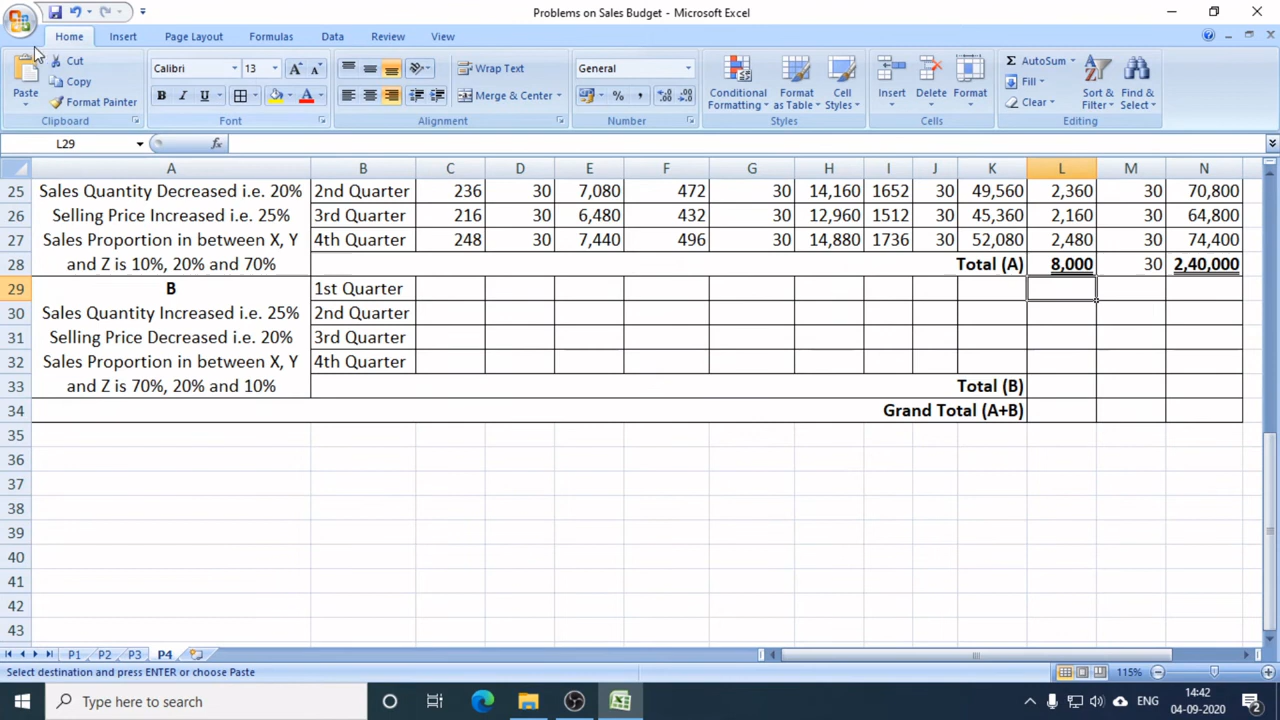 Problems on Sales Budget - Microsoft Excel
Home Insert Page Layout Formulas Data Review View
Paste
Cut
Copy
Format Painter
Clipboard
Calibri 13
B I U
Font
Wrap Text
Merge & Center
Alignment
General
Number
Conditional Formatting
Format as Table
Cell Styles
Styles
Insert
Delete
Format
Cells
AutoSum
Fill
Clear
Sort & Filter
Find & Select
Editing
L29 fx
A B C D E F G H I J K L M N
25 Sales Quantity Decreased i.e. 20% 2nd Quarter 236 30 7,080 472 30 14,160 1652 30 49,560 2,360 30 70,800
26 Selling Price Increased i.e. 25% 3rd Quarter 216 30 6,480 432 30 12,960 1512 30 45,360 2,160 30 64,800
27 Sales Proportion in between X, Y 4th Quarter 248 30 7,440 496 30 14,880 1736 30 52,080 2,480 30 74,400
28 and Z is 10%, 20% and 70% Total (A) 8,000 30 2,40,000
29 B 1st Quarter
30 Sales Quantity Increased i.e. 25% 2nd Quarter
31 Selling Price Decreased i.e. 20% 3rd Quarter
32 Sales Proportion in between X, Y 4th Quarter
33 and Z is 70%, 20% and 10% Total (B)
34 Grand Total (A+B)
35
36
37
38
39
40
41
42
43
P1 P2 P3 P4
Select destination and press ENTER or choose Paste 115%
Type here to search
ENG
14:42
04-09-2020
2